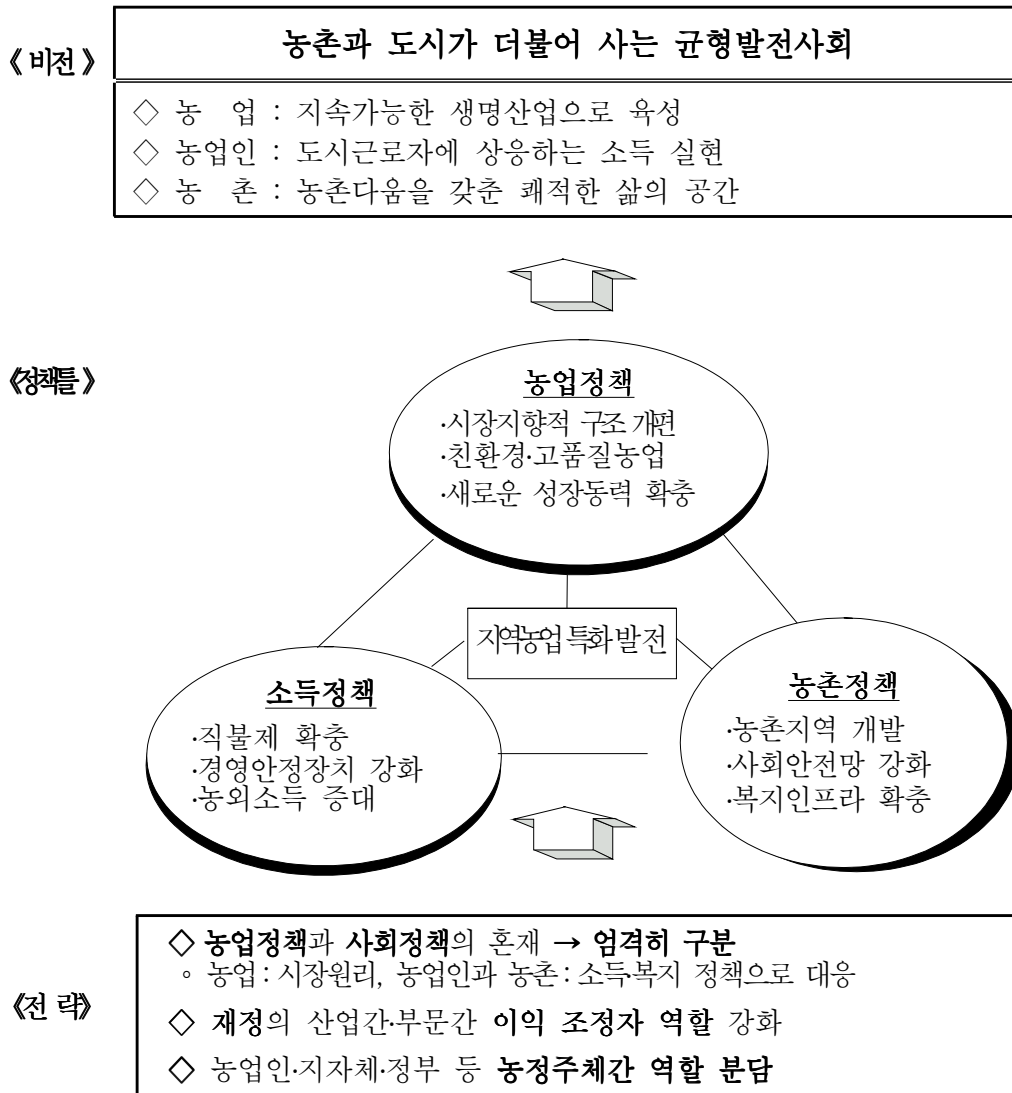 《 비전 》
농촌과 도시가 더불어 사는 균형발전사회
◇ 농 업 : 지속가능한 생명산업으로 육성
◇ 농업인 : 도시근로자에 상응하는 소득 실현
◇ 농 촌 : 농촌다움을 갖춘 쾌적한 삶의 공간
《정책틀 》
농업정책
·시장지향적 구조 개편
·친환경·고품질농업
·새로운 성장동력 확충
지역농업 특화 발전
소득정책
·직불제 확충
·경영안정장치 강화
·농외소득 증대
농촌정책
·농촌지역 개발
·사회안전망 강화
·복지인프라 확충
《전 략》
◇ 농업정책과 사회정책의 혼재 → 엄격히 구분
◦ 농업 : 시장원리, 농업인과 농촌 : 소득·복지 정책으로 대응
◇ 재정의 산업간·부문간 이익 조정자 역할 강화
◇ 농업인·지자체·정부 등 농정주체간 역할 분담